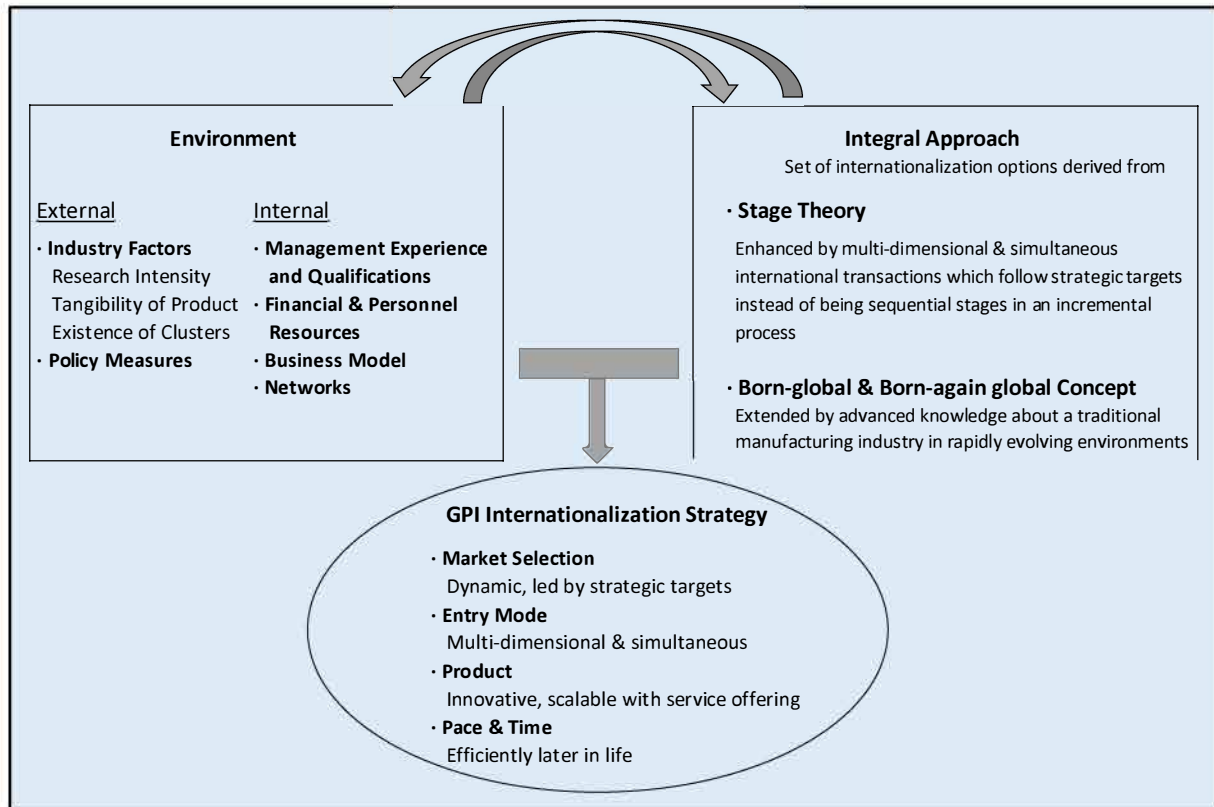 Environment
External
· Industry Factors
Research Intensity
Tangibility of Product
Existence of Clusters
· Policy Measures
Internal
· Management Experience
and Qualifications
· Financial & Personnel
Resources
· Business Model
· Networks
Integral Approach
Set of internationalization options derived from
· Stage Theory
Enhanced by multi-dimensional & simultaneous
international transactions which follow strategic targets
instead of being sequential stages in an incremental
process
· Born-global & Born-again global Concept
Extended by advanced knowledge about a traditional
manufacturing industry in rapidly evolving environments
GPI Internationalization Strategy
· Market Selection
Dynamic, led by strategic targets
· Entry Mode
Multi-dimensional & simultaneous
· Product
Innovative, scalable with service offering
· Pace & Time
Efficiently later in life